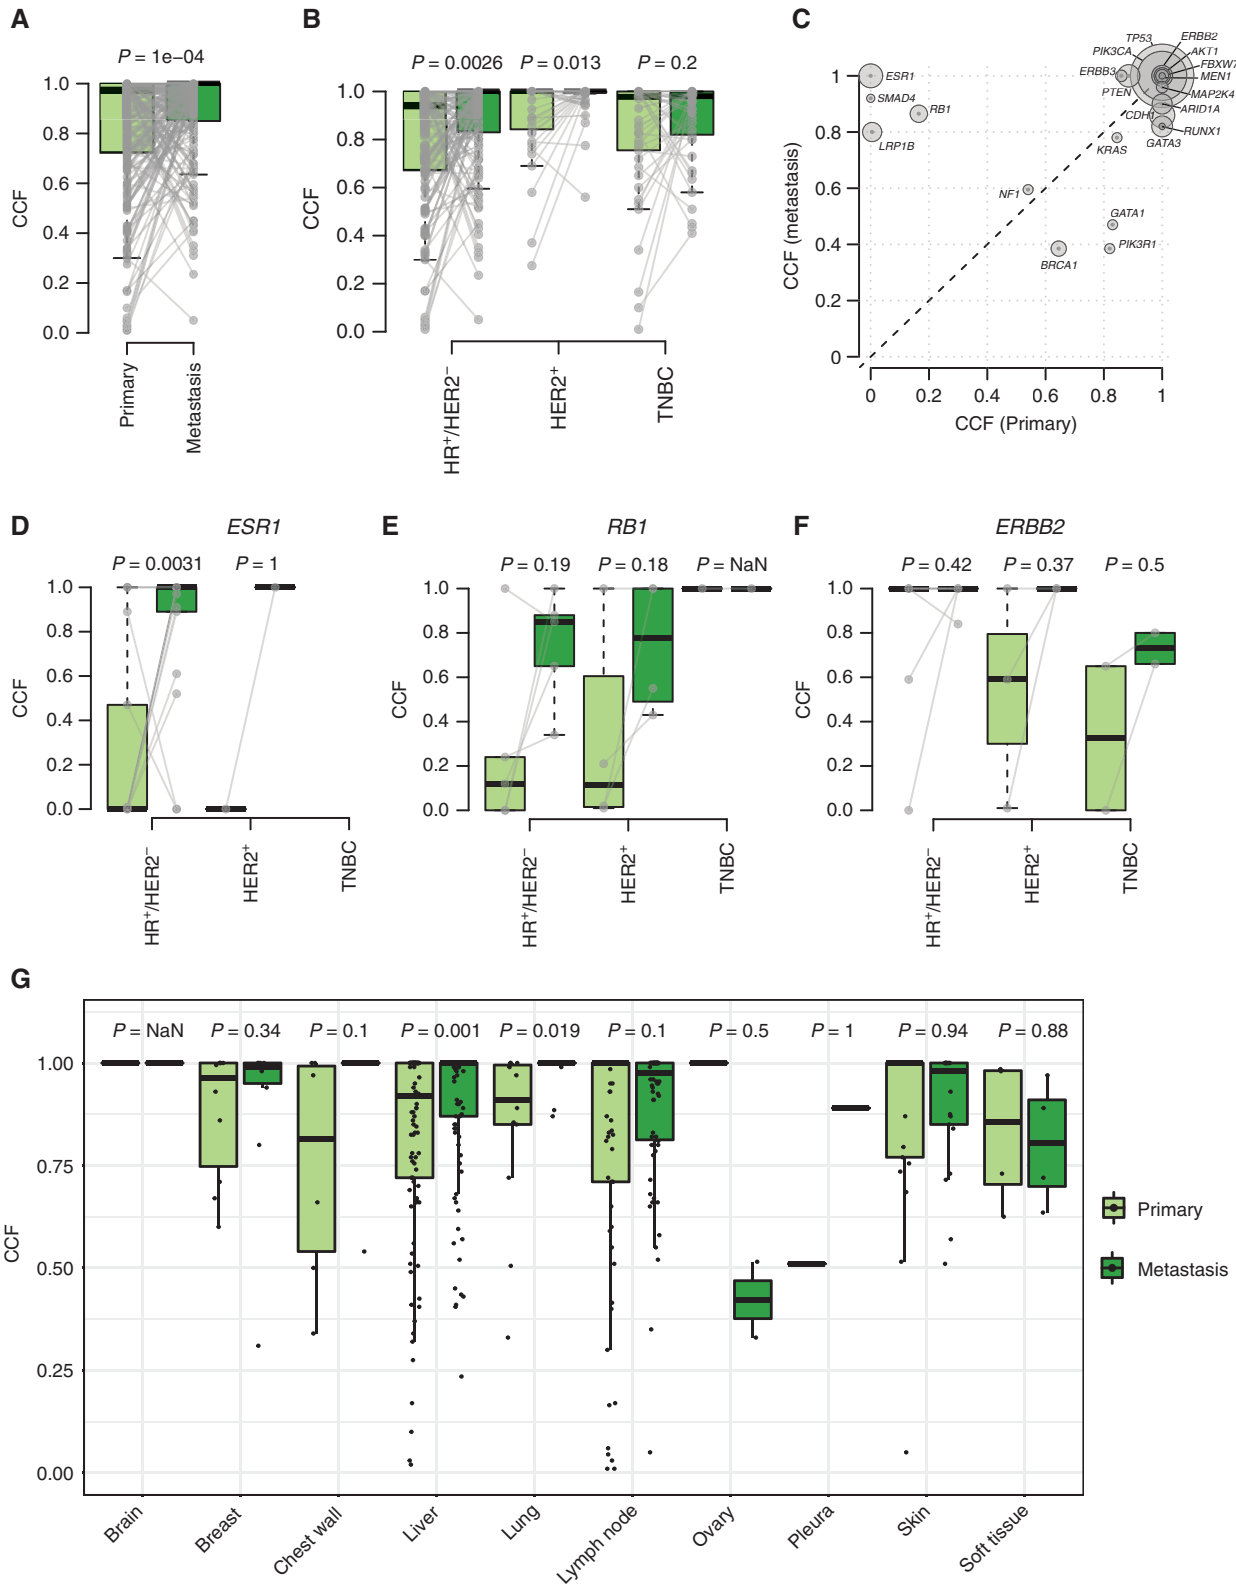 A
P = 1e–04
CCF
1.0
0.8
0.6
0.4
0.2
0.0
Primary
Metastasis
B
P = 0.0026
P = 0.013
P = 0.2
CCF
1.0
0.8
0.6
0.4
0.2
0.0
HR+/HER2−
HER2+
TNBC
C
CCF (metastasis)
1
0.8
0.6
0.4
0.2
0
TP53
ERBB2
PIK3CA
AKT1
ERBB3
FBXW7
MEN1
PTEN
MAP2K4
CDH1
ARID1A
RUNX1
GATA3
KRAS
ESR1
SMAD4
RB1
LRP1B
NF1
GATA1
PIK3R1
BRCA1
0
0.2
0.4
0.6
0.8
1
CCF (Primary)
D
ESR1
P = 0.0031
P = 1
CCF
1.0
0.8
0.6
0.4
0.2
0.0
HR+/HER2−
HER2+
TNBC
E
RB1
P = 0.19
P = 0.18
P = NaN
CCF
1.0
0.8
0.6
0.4
0.2
0.0
HR+/HER2−
HER2+
TNBC
F
ERBB2
P = 0.42
P = 0.37
P = 0.5
CCF
1.0
0.8
0.6
0.4
0.2
0.0
HR+/HER2−
HER2+
TNBC
G
P = NaN
P = 0.34
P = 0.1
P = 0.001
P = 0.019
P = 0.1
P = 0.5
P = 1
P = 0.94
P = 0.88
CCF
1.00
0.75
0.50
0.25
0.00
Brain
Breast
Chest wall
Liver
Lung
Lymph node
Ovary
Pleura
Skin
Soft tissue
Primary
Metastasis